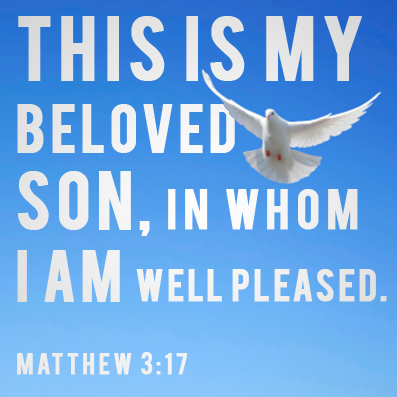 THIS IS MY
BELOVED
SON, IN WHOM
I AM WELL PLEASED.
MATTHEW 3:17